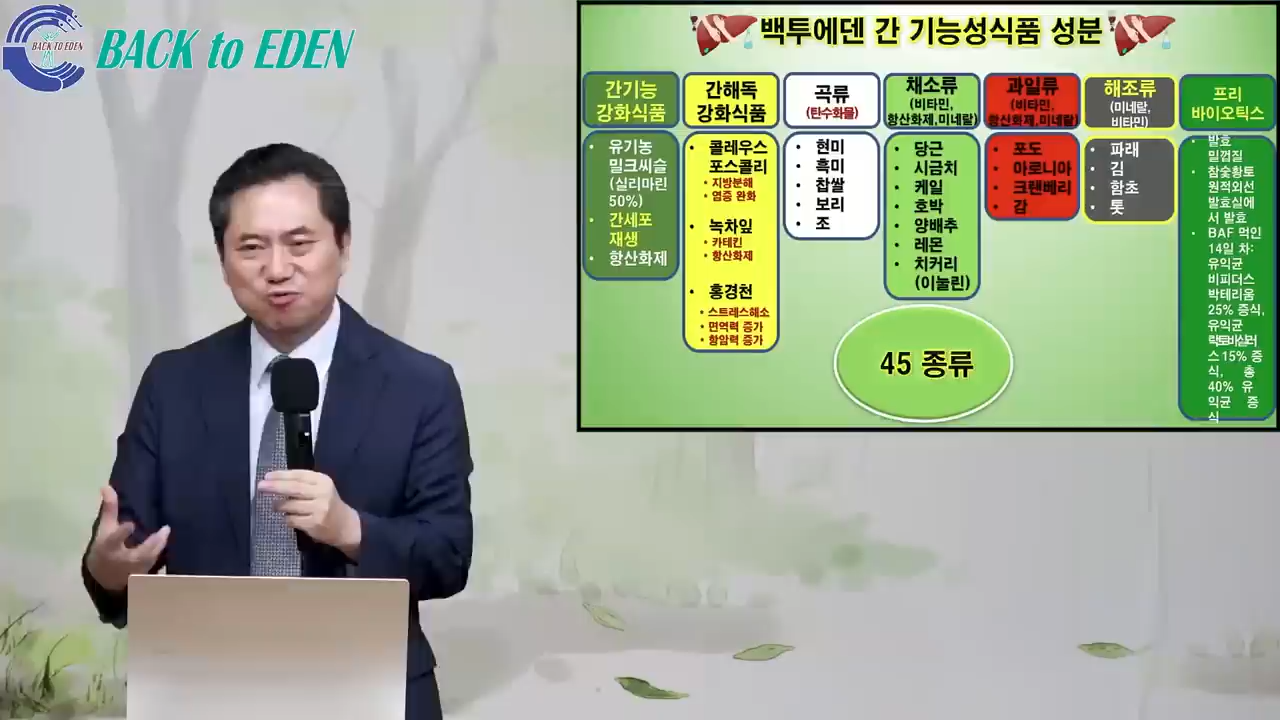 BACK TO EDEN
BACK to EDEN
백투에덴 간 기능성식품 성분
간기능
강화식품
• 유기농
밀크씨슬
(실리마린
50%)
• 간세포
재생
• 항산화제
간해독
강화식품
• 콜레우스
포스콜리
• 지방분해
• 염증 완화
• 녹차잎
• 카테킨
• 항산화제
• 홍경천
• 스트레스해소
• 면역력 증가
• 항암력 증가
곡류
(탄수화물)
• 현미
• 흑미
• 찹쌀
• 보리
• 조
채소류
(비타민,
항산화제,미네랄)
• 당근
• 시금치
• 케일
• 호박
• 양배추
• 레몬
• 치커리
(이눌린)
과일류
(비타민,
항산화제,미네랄)
• 포도
• 아로니아
• 크랜베리
• 감
해조류
(미네랄,
비타민)
• 파래
• 김
• 함초
• 톳
프리
바이오틱스
• 발효
밀껍질
• 참숯황토
원적외선
발효실에
서 발효
• BAF 먹인
14일 차:
유익균
비피더스
박테리움
25% 증식,
유익균
스 15% 증
식, 총
40% 유
익균 증
식
45 종류